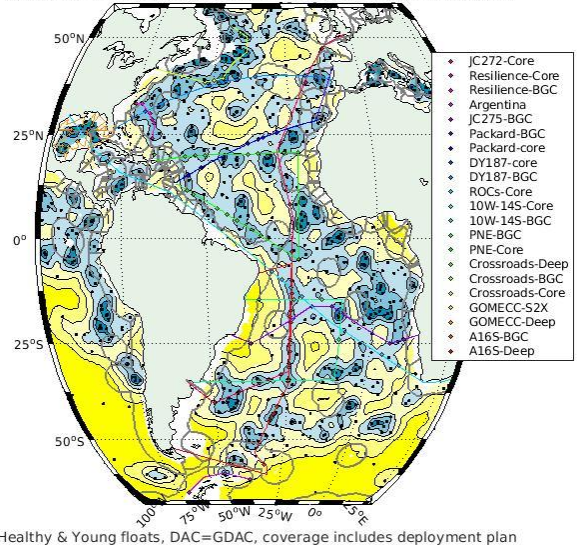 50°N
25°N
0°
25°S
50°S
100°
75°W
50°W
25°W
0°
25°E
JC272-Core
Resilience-Core
Resilience-BGC
Argentina
JC275-BGC
Packard-BGC
Packard-core
DY187-core
DY187-BGC
ROCs-Core
10W-14S-Core
10W-14S-BGC
PNE-BGC
PNE-Core
Crossroads-Deep
Crossroads-BGC
Crossroads-Core
GOMECC-S2X
GOMECC-Deep
A16S-BGC
A16S-Deep
Healthy & Young floats, DAC=GDAC, coverage includes deployment plan